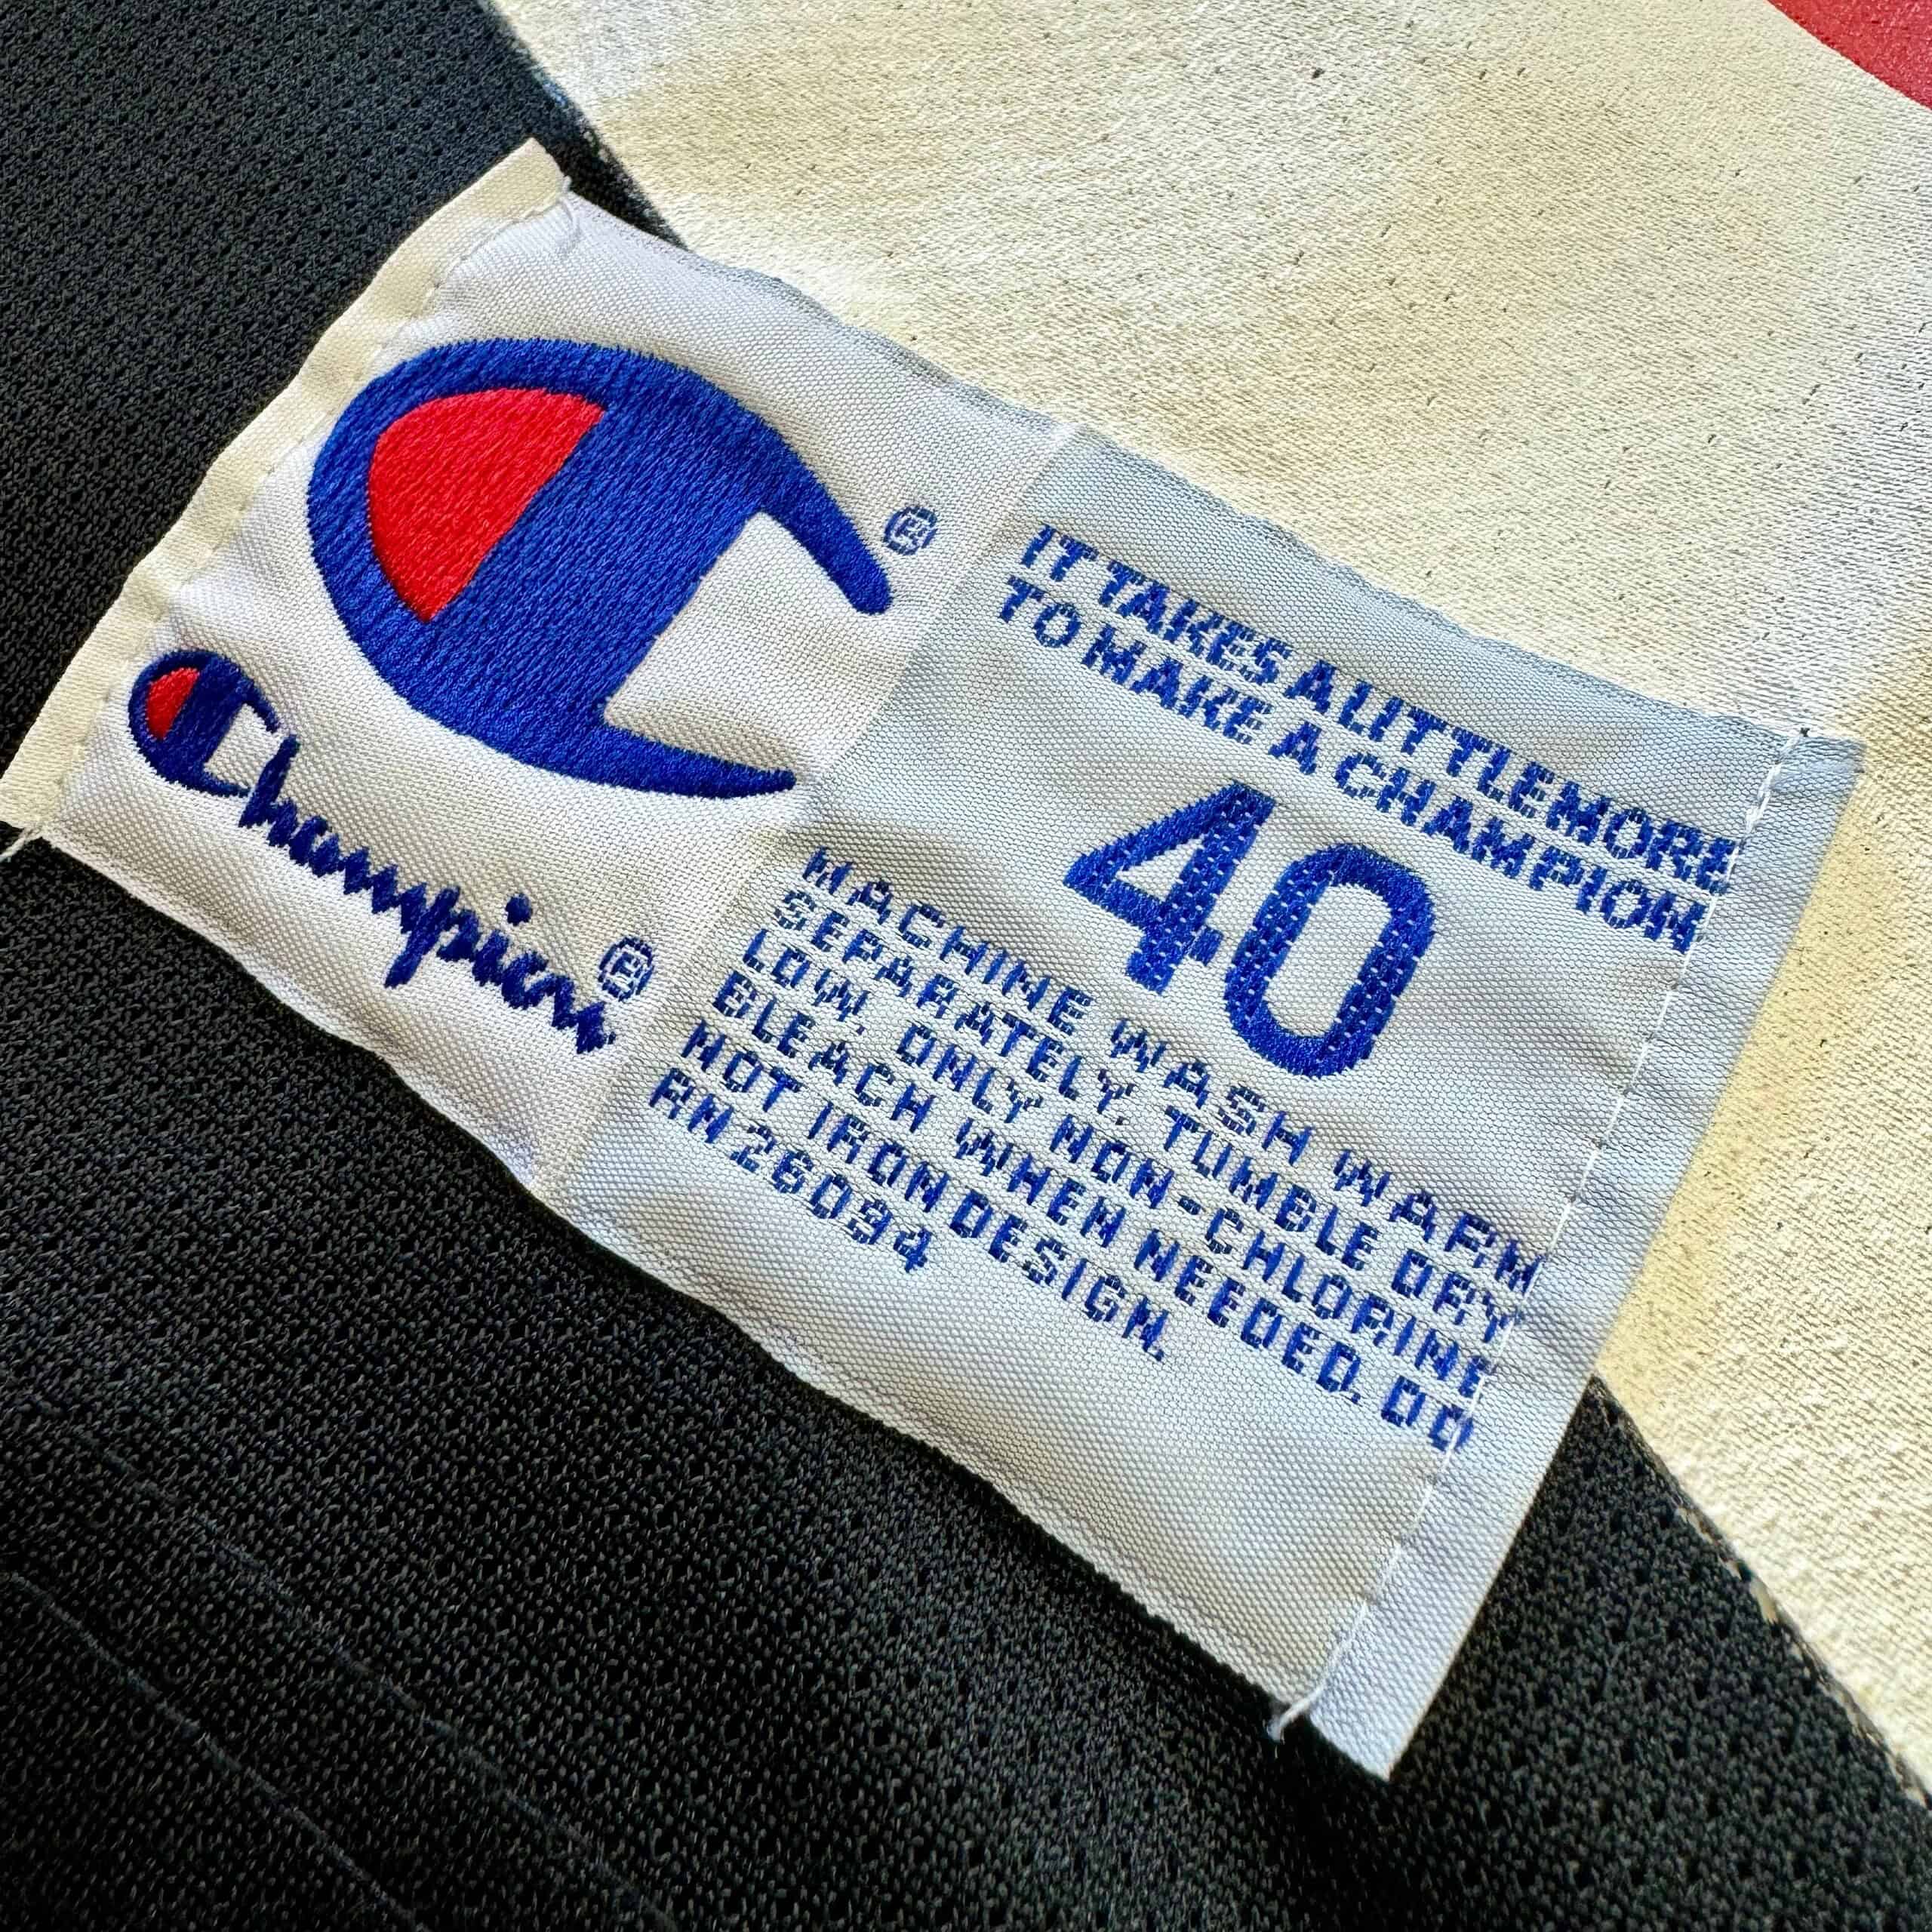 C®
Champion®
IT TAKES A LITTLE MORE
TO MAKE A CHAMPION
40
MACHINE WASH WARM
SEPARATELY. TUMBLE DRY
LOW. ONLY NON-CHLORINE
BLEACH WHEN NEEDED. DO
NOT IRON DESIGN.
RN 26094